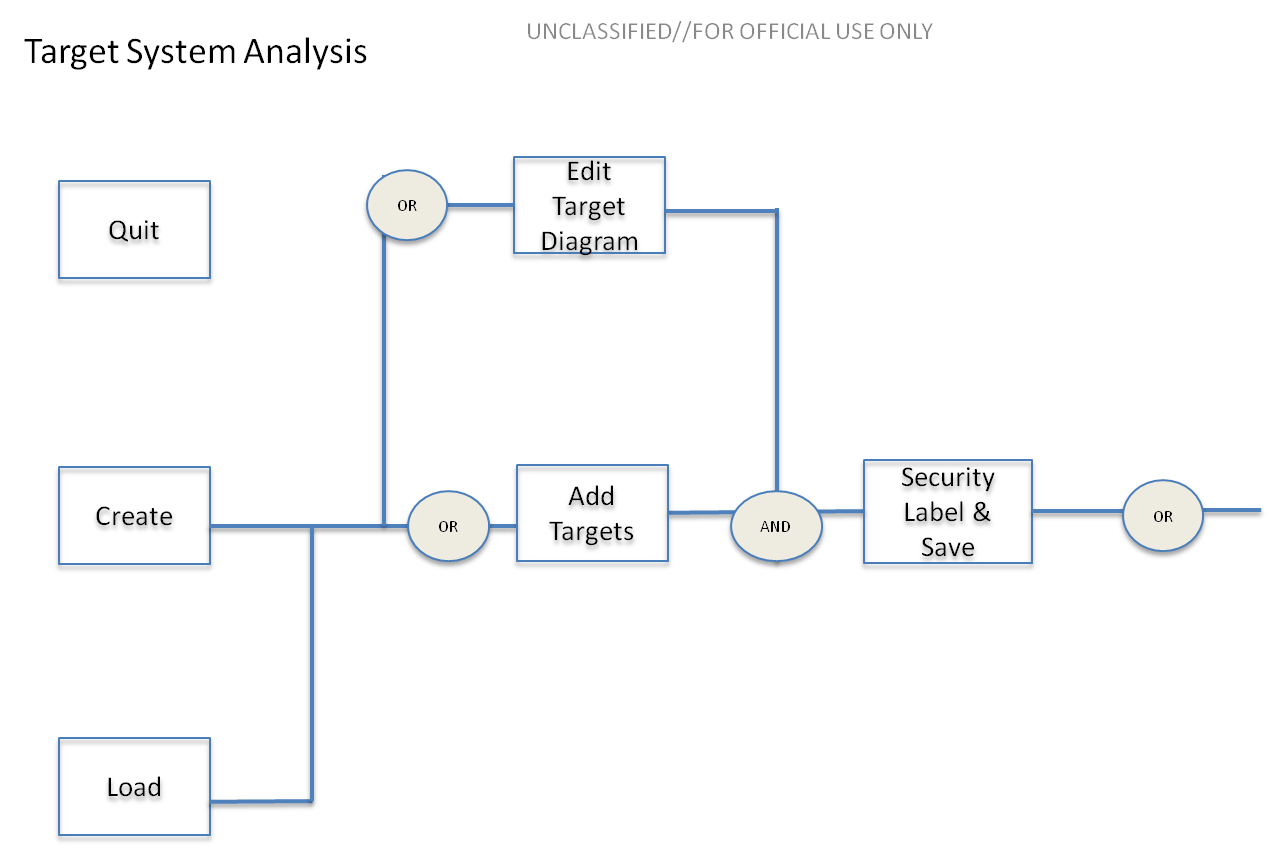 UNCLASSIFIED//FOR OFFICIAL USE ONLY
Target System Analysis
Quit
OR
Edit
Target
Diagram
Create
OR
Add
Targets
AND
Security
Label &
Save
OR
Load